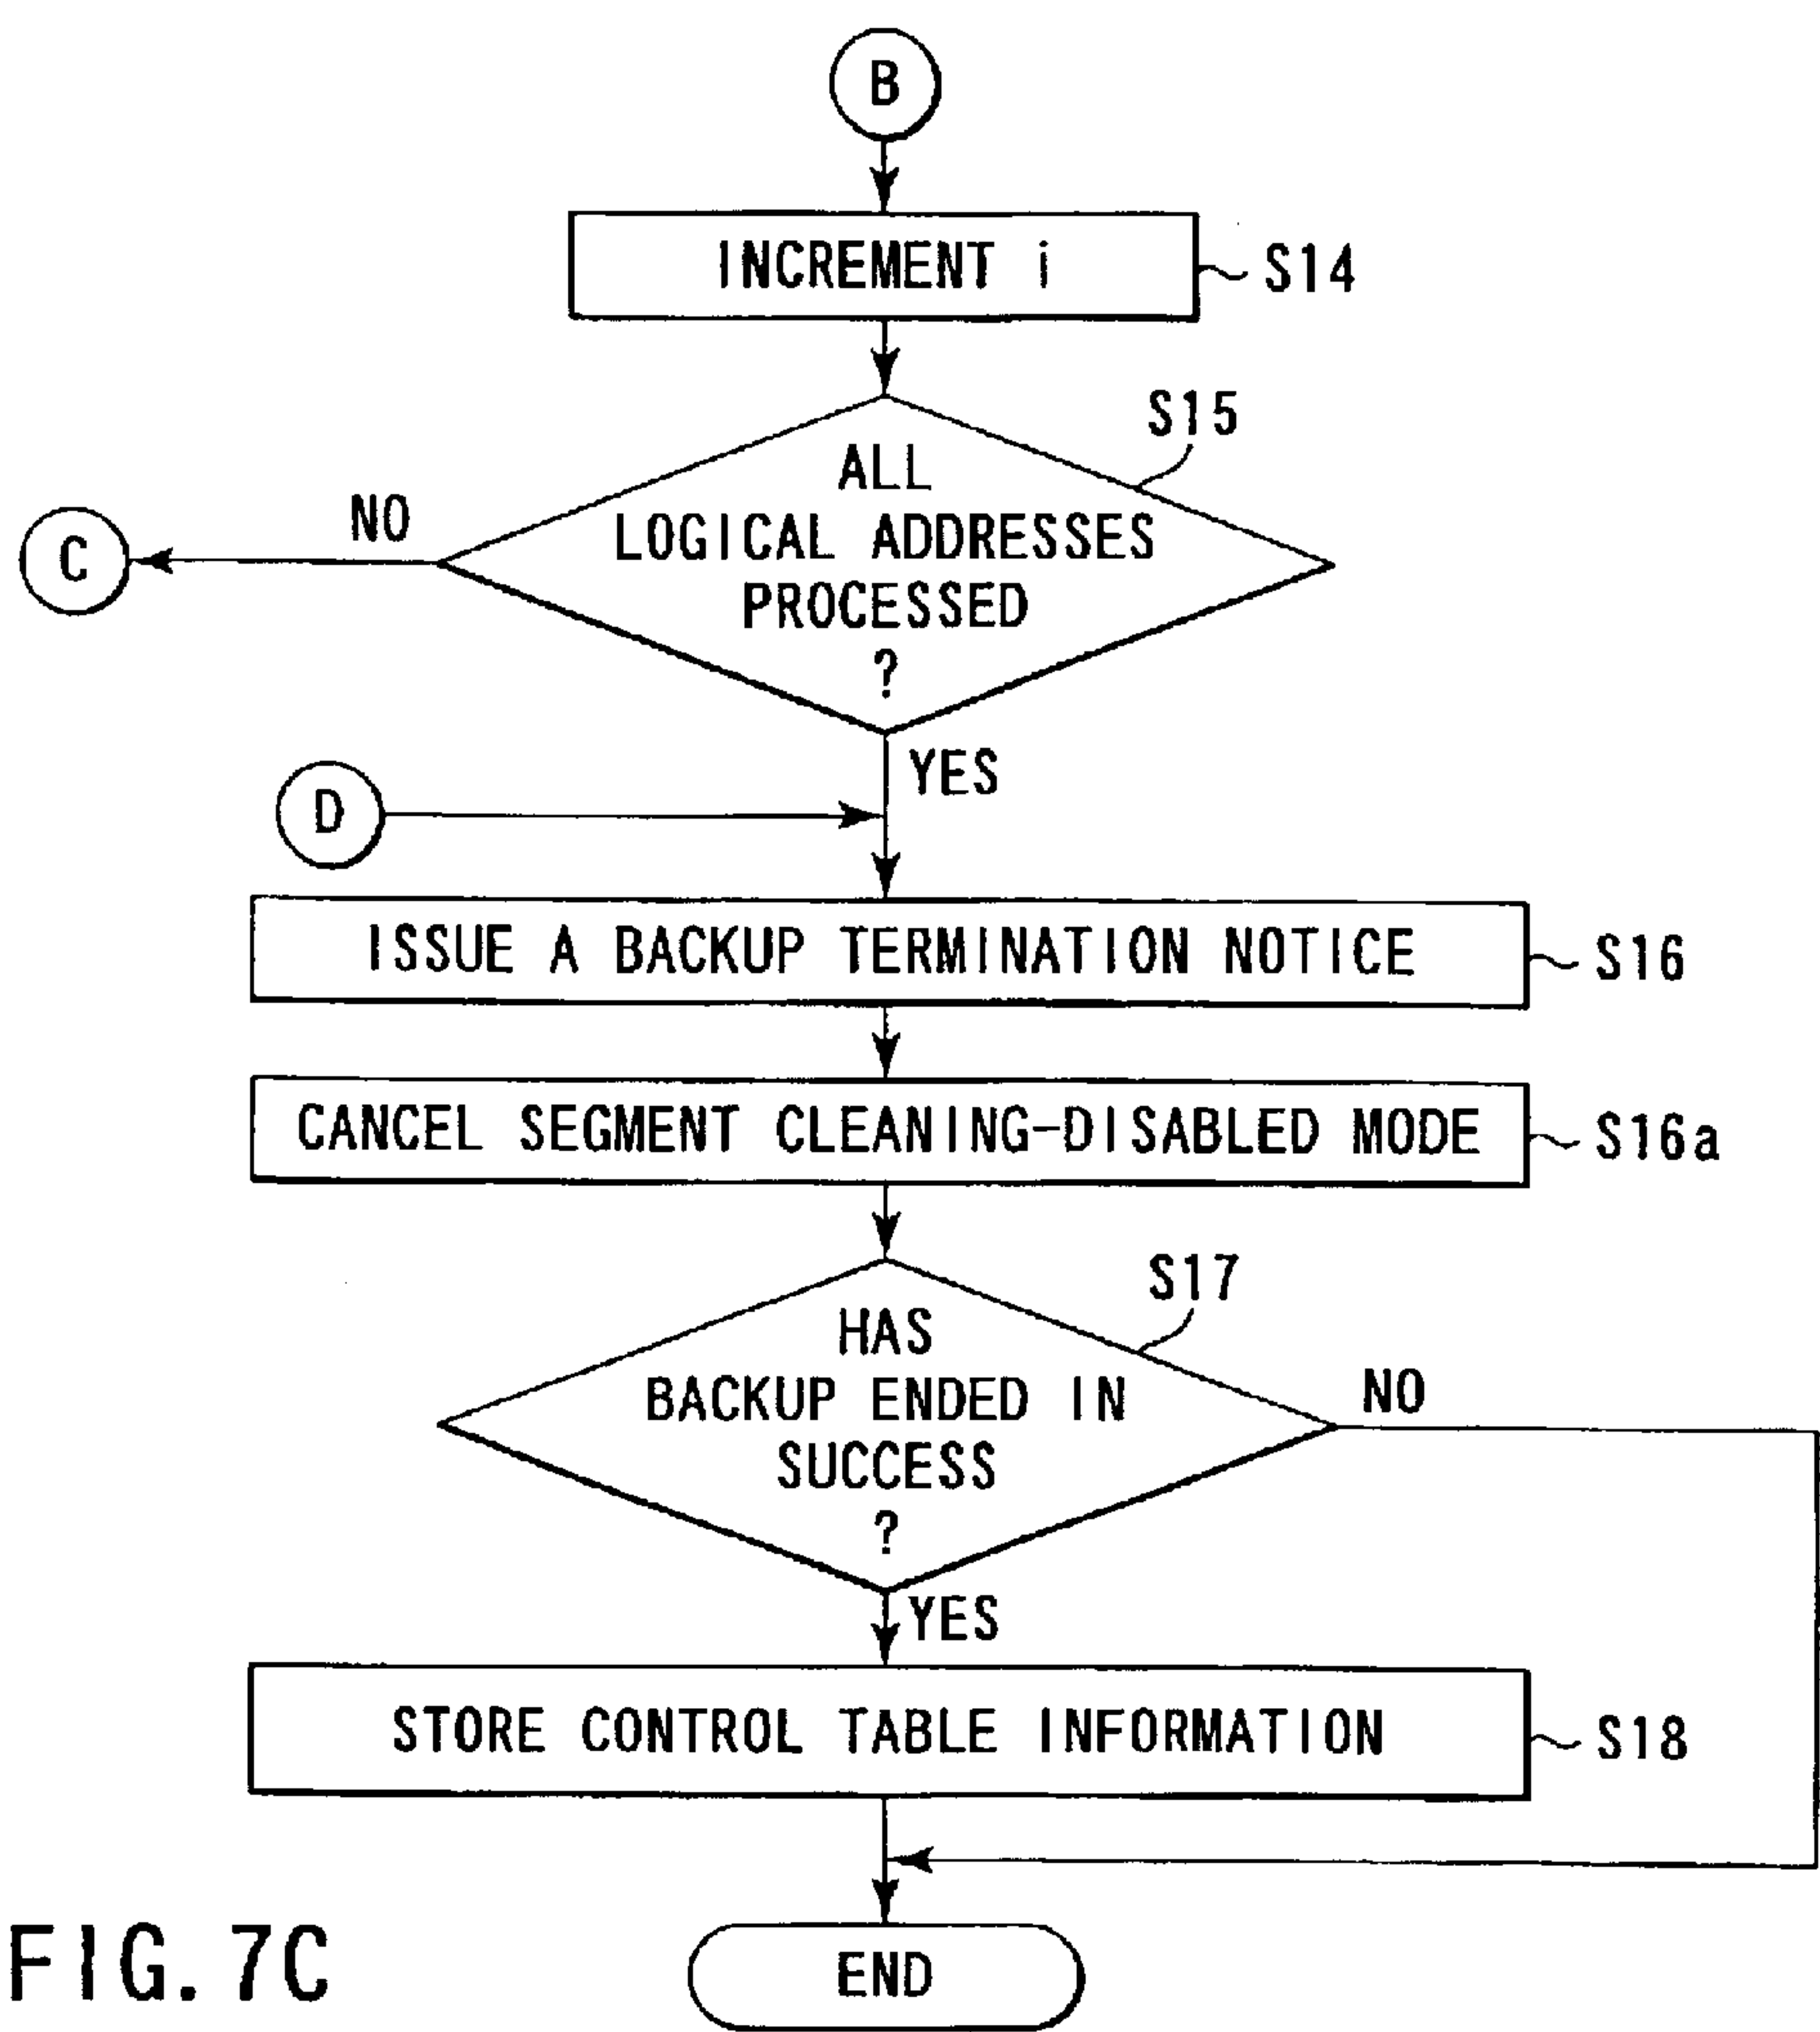 B
INCREMENT i
S14
S15
ALL
LOGICAL ADDRESSES
PROCESSED
?
NO
C
YES
D
ISSUE A BACKUP TERMINATION NOTICE
S16
CANCEL SEGMENT CLEANING-DISABLED MODE
S16a
S17
HAS
BACKUP ENDED IN
SUCCESS
?
NO
YES
STORE CONTROL TABLE INFORMATION
S18
END
FIG. 7C